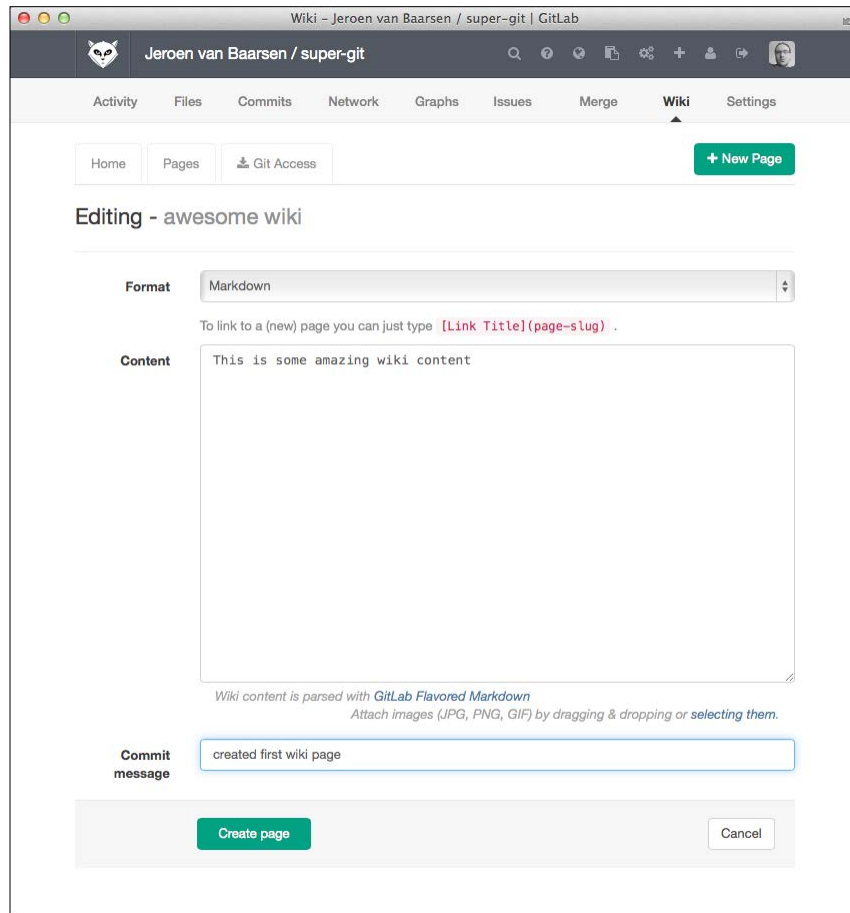 Wiki - Jeroen van Baarsen / super-git | GitLab
Jeroen van Baarsen / super-git
Activity Files Commits Network Graphs Issues Merge Wiki Settings
Home Pages Git Access + New Page
Editing - awesome wiki
Format Markdown
To link to a (new) page you can just type [Link Title](page-slug) .
Content This is some amazing wiki content
Wiki content is parsed with GitLab Flavored Markdown
Attach images (JPG, PNG, GIF) by dragging & dropping or selecting them.
Commit message created first wiki page
Create page Cancel